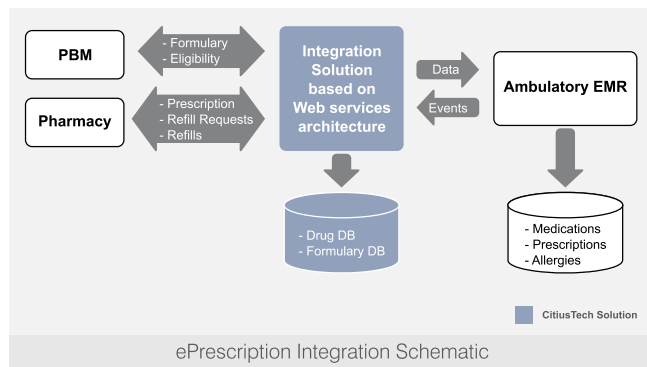 PBM
- Formulary
- Eligibility
Pharmacy
- Prescription
- Refill Requests
- Refills
Integration
Solution
based on
Web services
architecture
Data
Events
Ambulatory EMR
- Drug DB
- Formulary DB
- Medications
- Prescriptions
- Allergies
CitiusTech Solution
ePrescription Integration Schematic